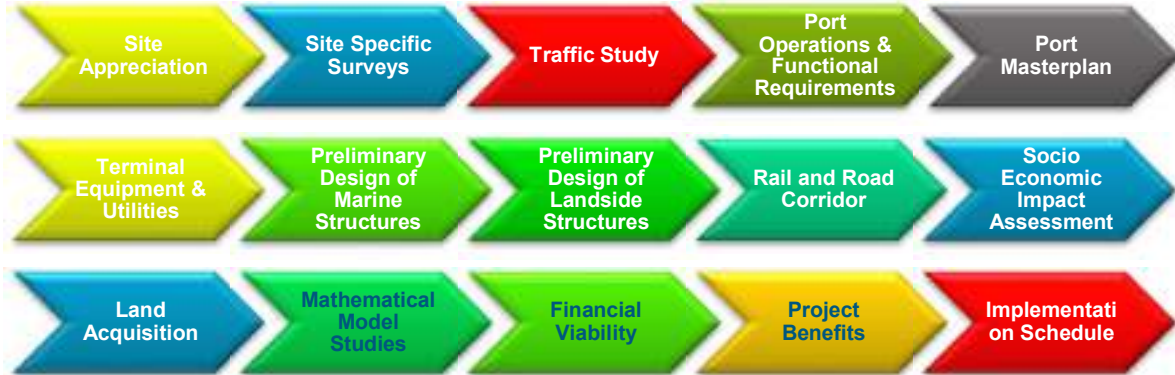 Site
Appreciation
Site Specific
Surveys
Traffic Study
Port
Operations &
Functional
Requirements
Port
Masterplan
Terminal
Equipment &
Utilities
Preliminary
Design of
Marine
Structures
Preliminary
Design of
Landside
Structures
Rail and Road
Corridor
Socio
Economic
Impact
Assessment
Land
Acquisition
Mathematical
Model
Studies
Financial
Viability
Project
Benefits
Implementati
on Schedule